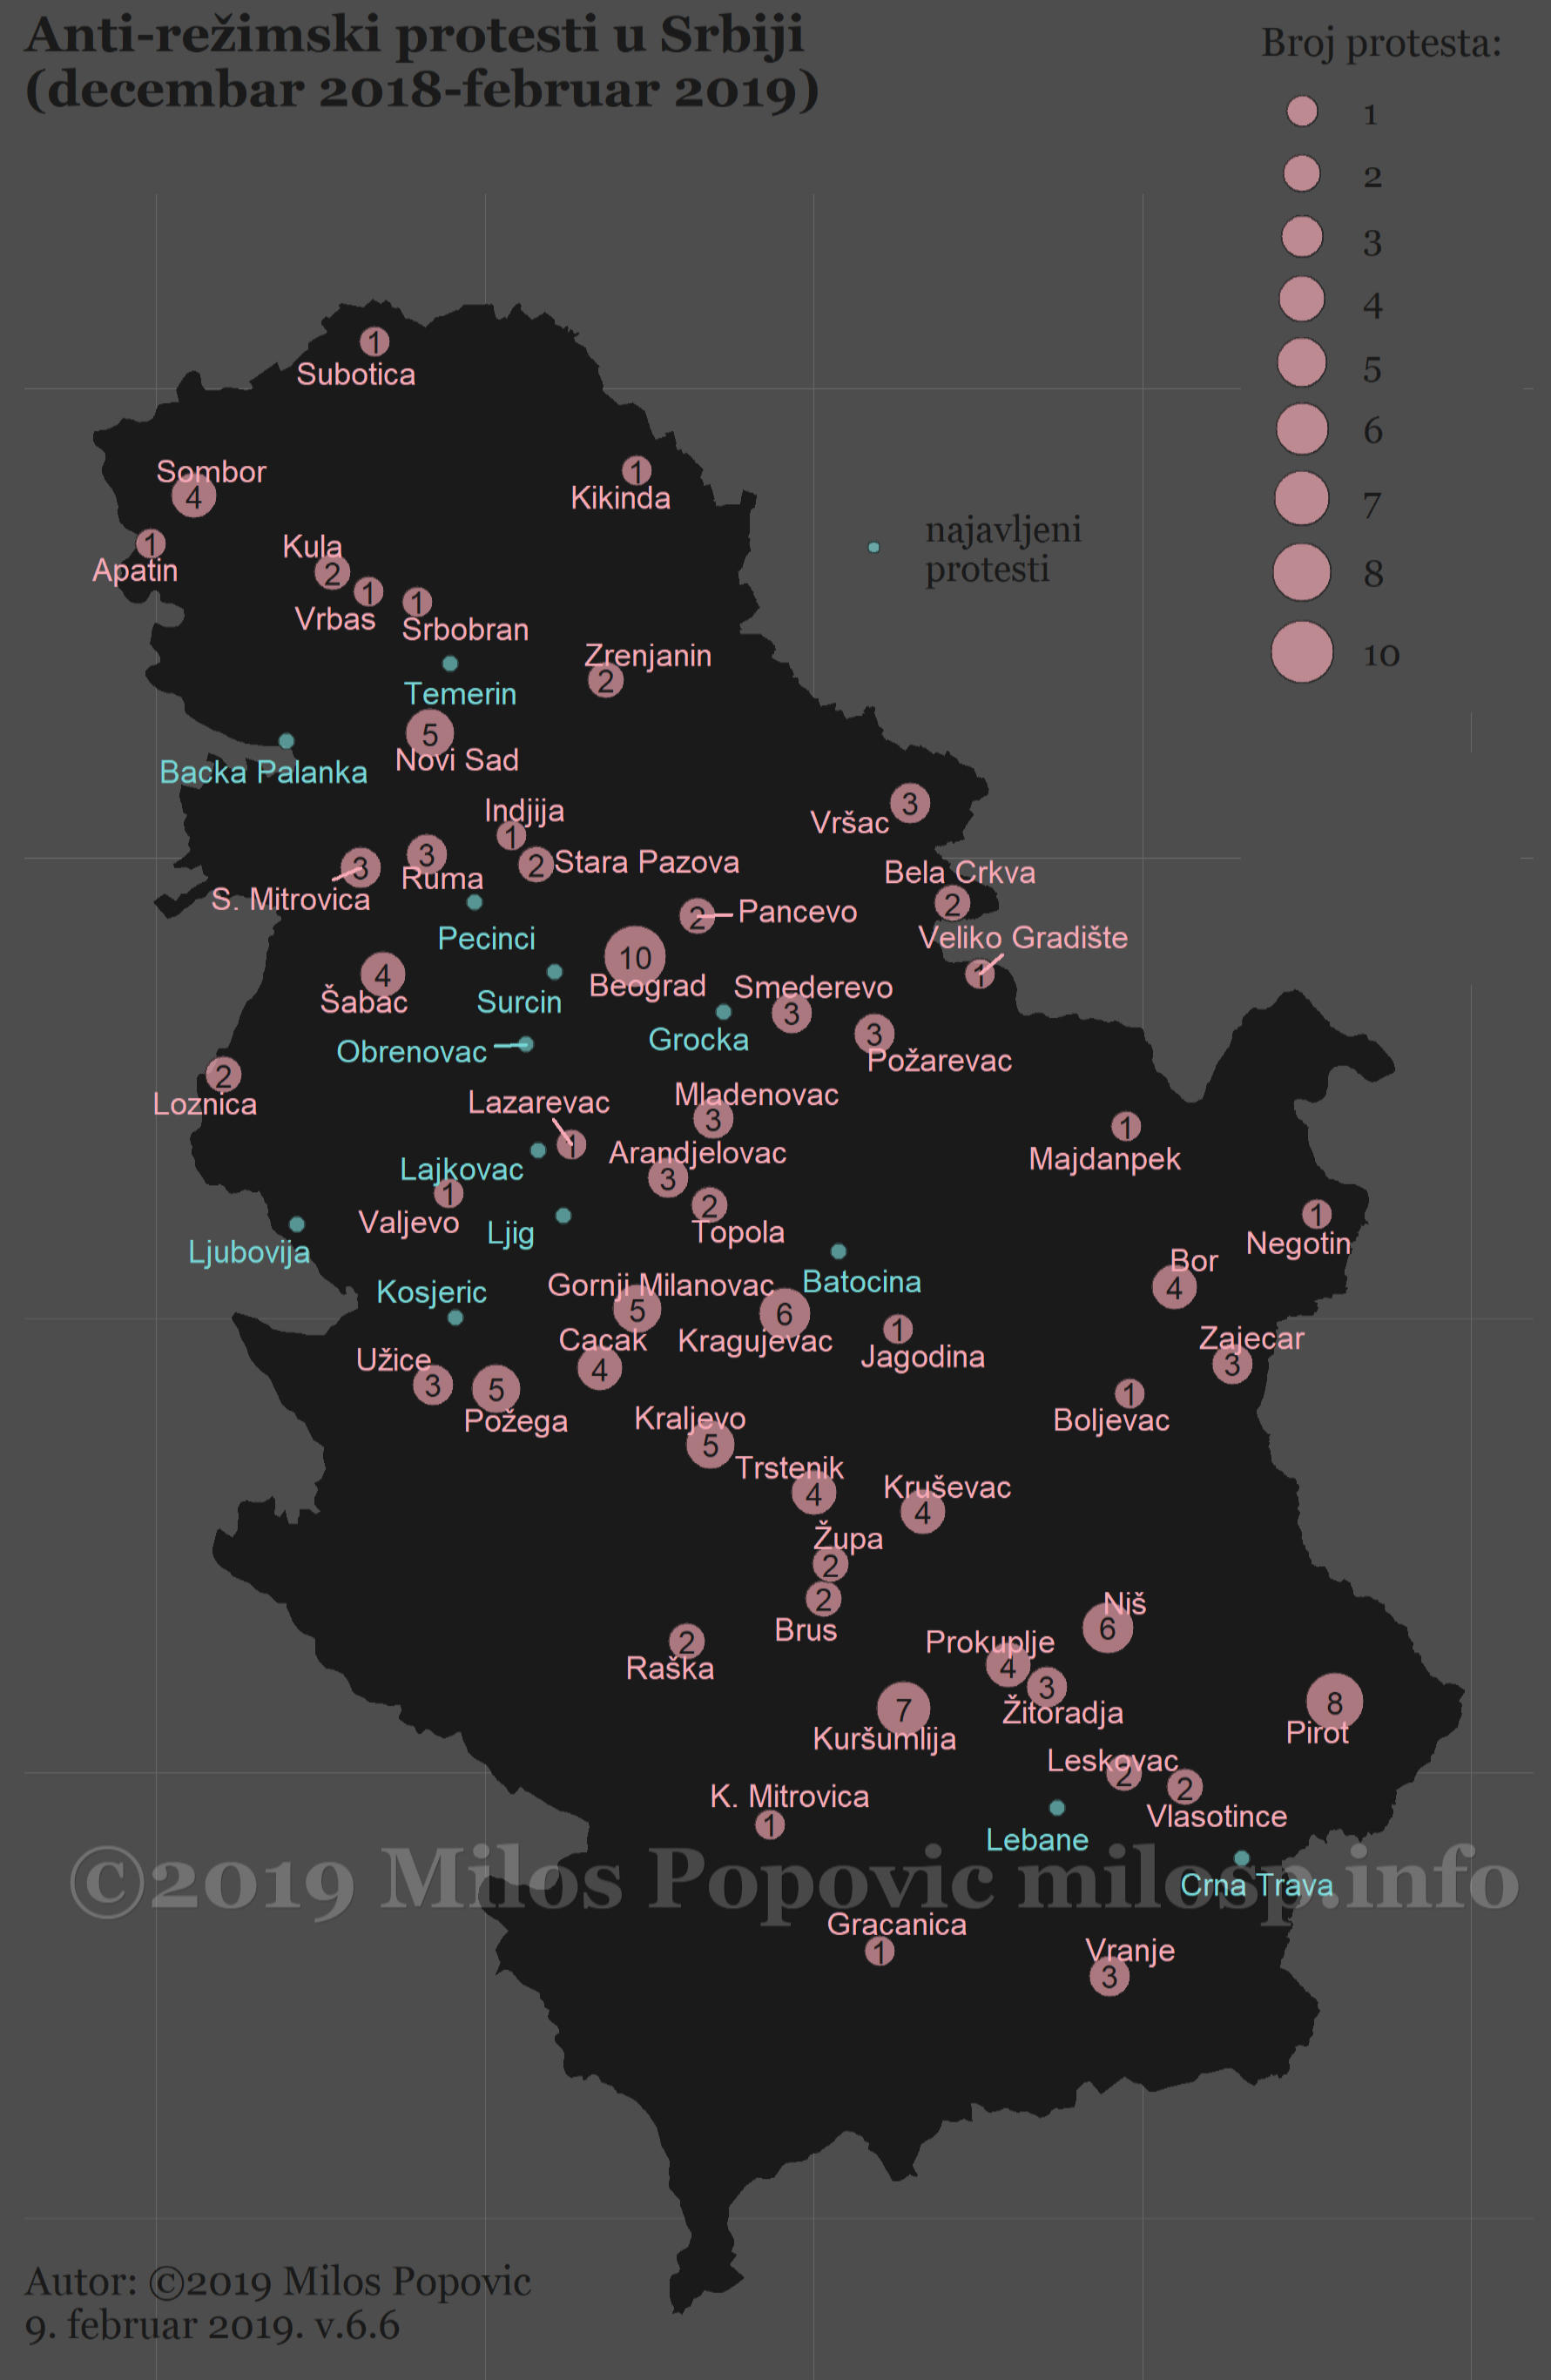 Anti-režimski protesti u Srbiji
(decembar 2018-februar 2019)
Broj protesta:
1
2
3
4
5
6
7
8
10
najavljeni
protesti
1
Subotica
Sombor
4
1
Kikinda
1
Apatin
Kula
2
1
Vrbas
1
Srbobran
Zrenjanin
2
Temerin
5
Novi Sad
Backa Palanka
Indjija
1
3
Vršac
3
Ruma
2
Stara Pazova
3
S. Mitrovica
Bela Crkva
2
Pecinci
2
Pancevo
Veliko Gradište
1
10
Beograd
4
Šabac
Surcin
Smederevo
3
Grocka
3
Požarevac
Obrenovac
2
Loznica
Lazarevac
1
Mladenovac
3
1
Majdanpek
Lajkovac
Arandjelovac
3
1
Valjevo
2
Topola
Ljig
Ljubovija
1
Negotin
Batocina
Bor
4
Kosjeric
Gornji Milanovac
5
6
Kragujevac
1
Jagodina
Cacak
4
Zajecar
3
Užice
3
5
Požega
1
Boljevac
Kraljevo
5
Trstenik
4
Kruševac
4
Župa
2
2
Brus
Niš
6
2
Raška
Prokuplje
4
3
Žitoradja
7
Kuršumlija
8
Pirot
Leskovac
2
2
Vlasotince
K. Mitrovica
1
Lebane
©2019 Milos Popovic milosp.info
Crna Trava
Gracanica
1
Vranje
3
Autor: ©2019 Milos Popovic
9. februar 2019. v.6.6